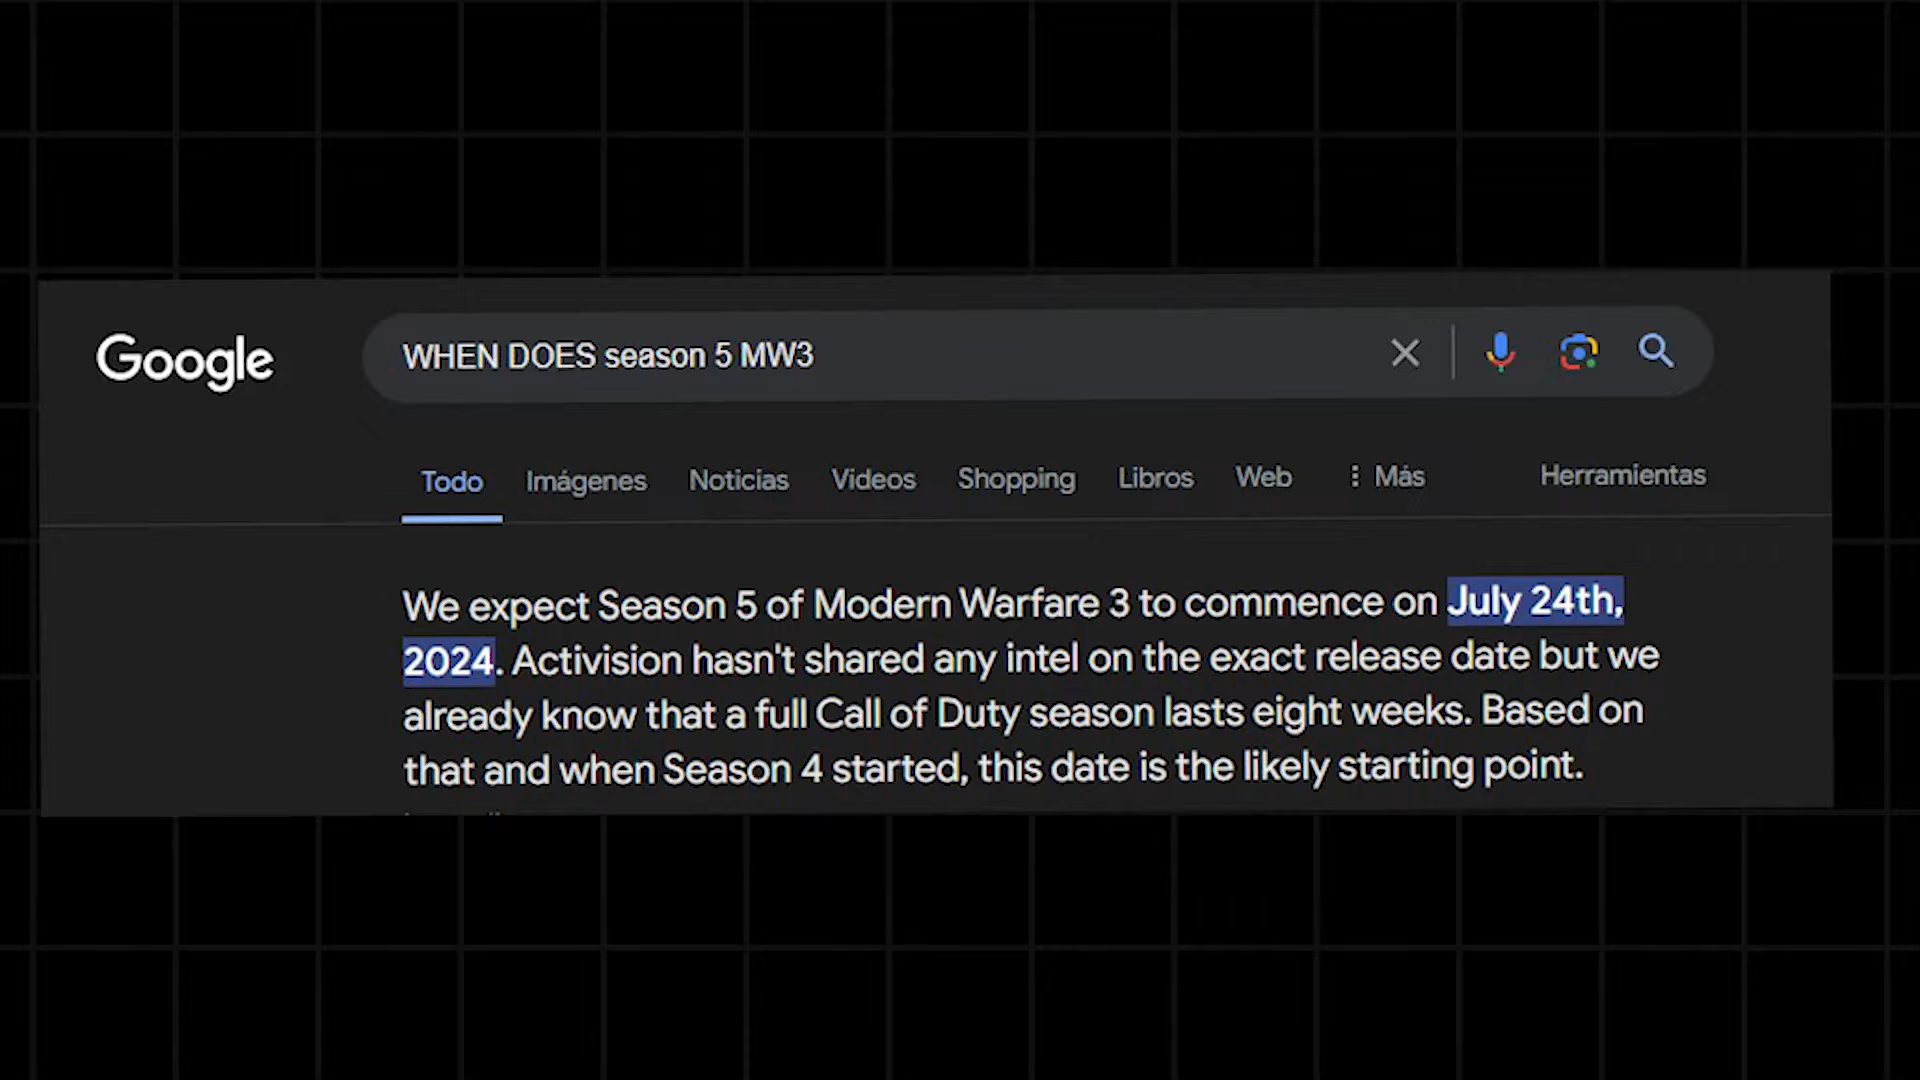 Google
WHEN DOES season 5 MW3
Todo Imágenes Noticias Videos Shopping Libros Web Más Herramientas
We expect Season 5 of Modern Warfare 3 to commence on July 24th,
2024. Activision hasn't shared any intel on the exact release date but we
already know that a full Call of Duty season lasts eight weeks. Based on
that and when Season 4 started, this date is the likely starting point.